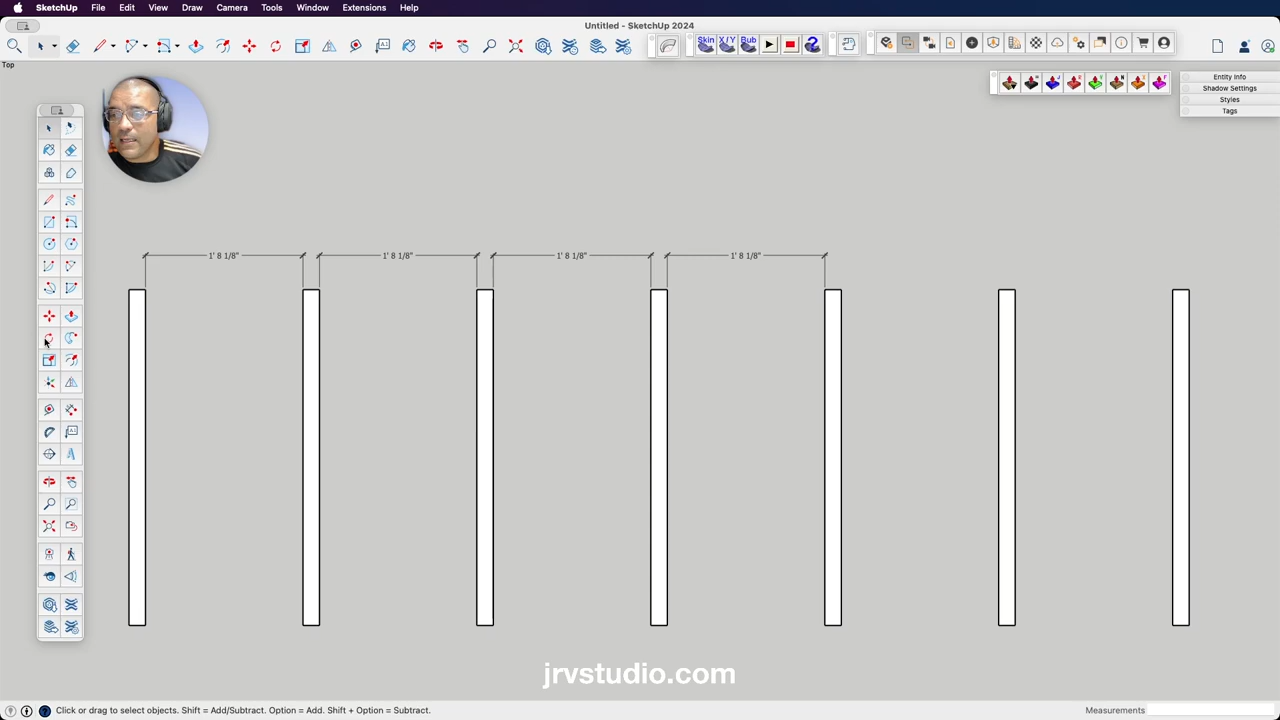 SketchUp File Edit View Draw Camera Tools Window Extensions Help
Untitled - SketchUp 2024
Skin X/Y Bub
Top
Entity Info
Shadow Settings
Styles
Tags
1' 8 1/8" 1' 8 1/8" 1' 8 1/8" 1' 8 1/8"
jrvstudio.com
Click or drag to select objects. Shift = Add/Subtract. Option = Add. Shift + Option = Subtract. Measurements